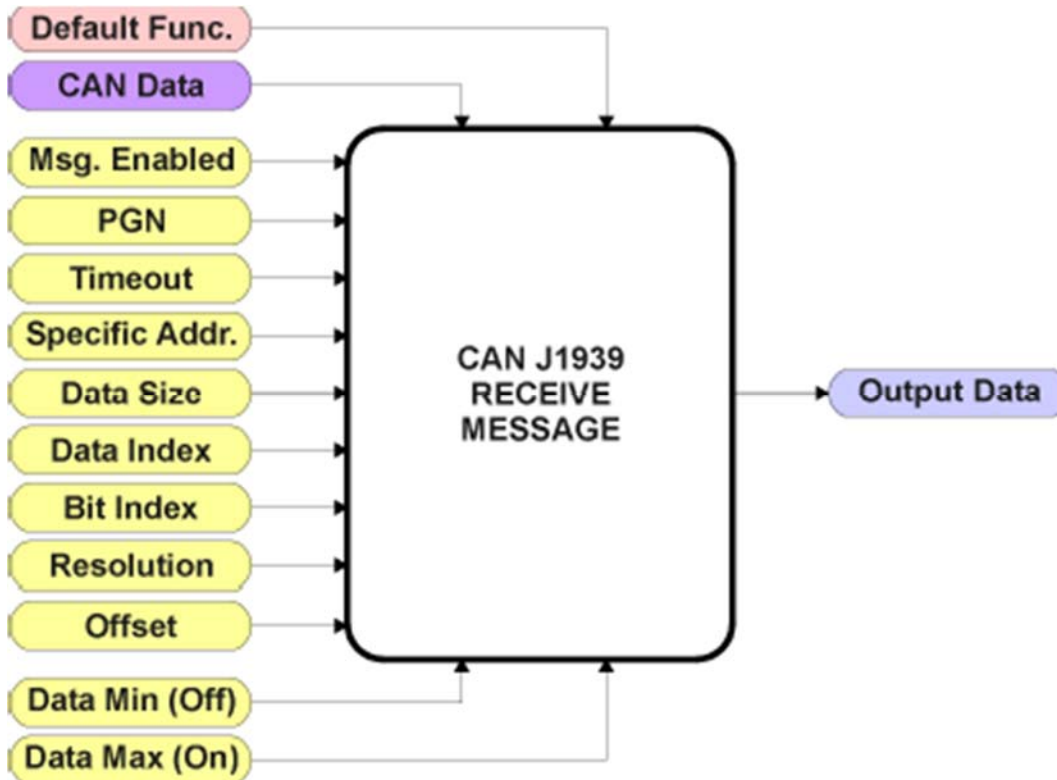 Default Func.
CAN Data
Msg. Enabled
PGN
Timeout
Specific Addr.
Data Size
Data Index
Bit Index
Resolution
Offset
Data Min (Off)
Data Max (On)
CAN J1939
RECEIVE
MESSAGE
Output Data